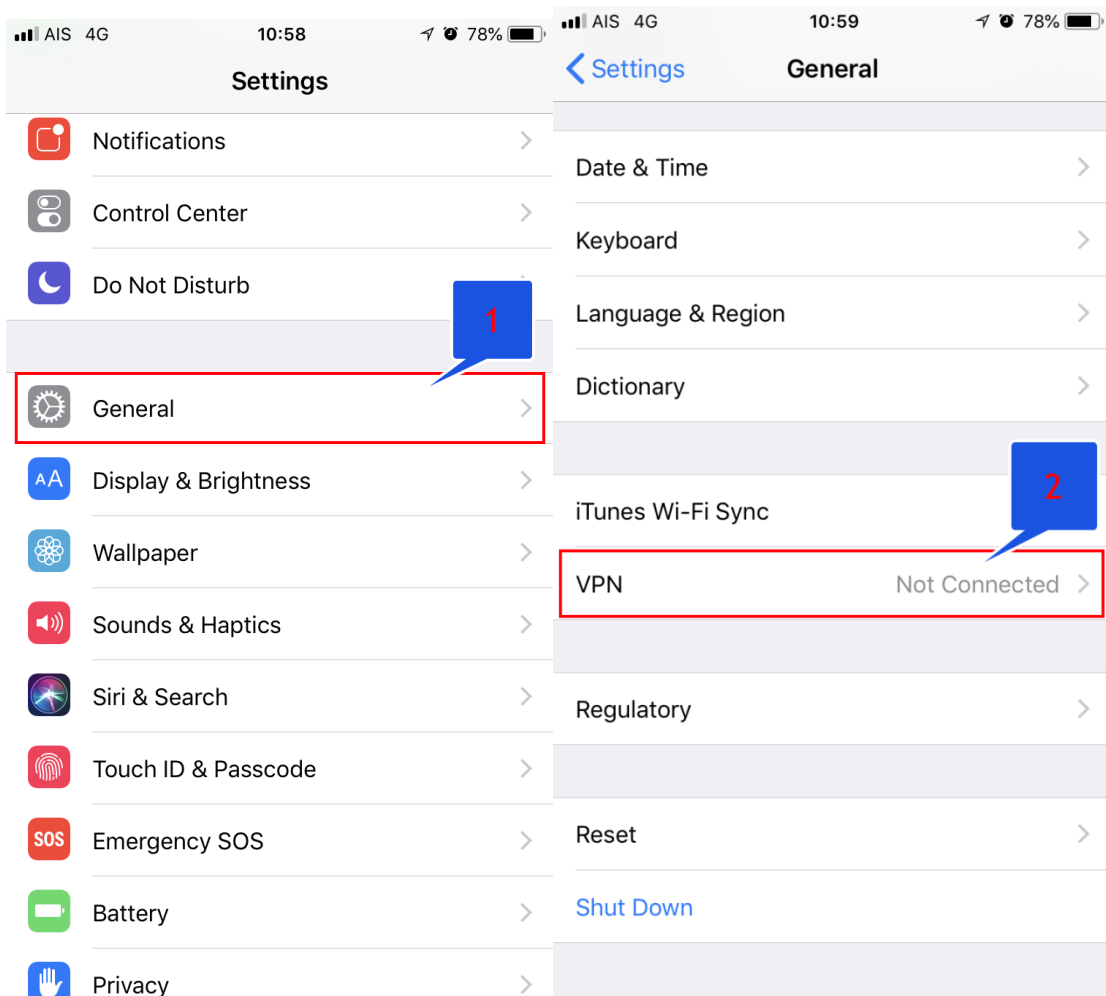 AIS 4G 10:58 78%
Settings
Notifications
Control Center
Do Not Disturb
1
General
AA Display & Brightness
Wallpaper
Sounds & Haptics
Siri & Search
Touch ID & Passcode
SOS Emergency SOS
Battery
Privacy
AIS 4G 10:59 78%
Settings General
Date & Time
Keyboard
Language & Region
Dictionary
2
iTunes Wi-Fi Sync
VPN Not Connected
Regulatory
Reset
Shut Down